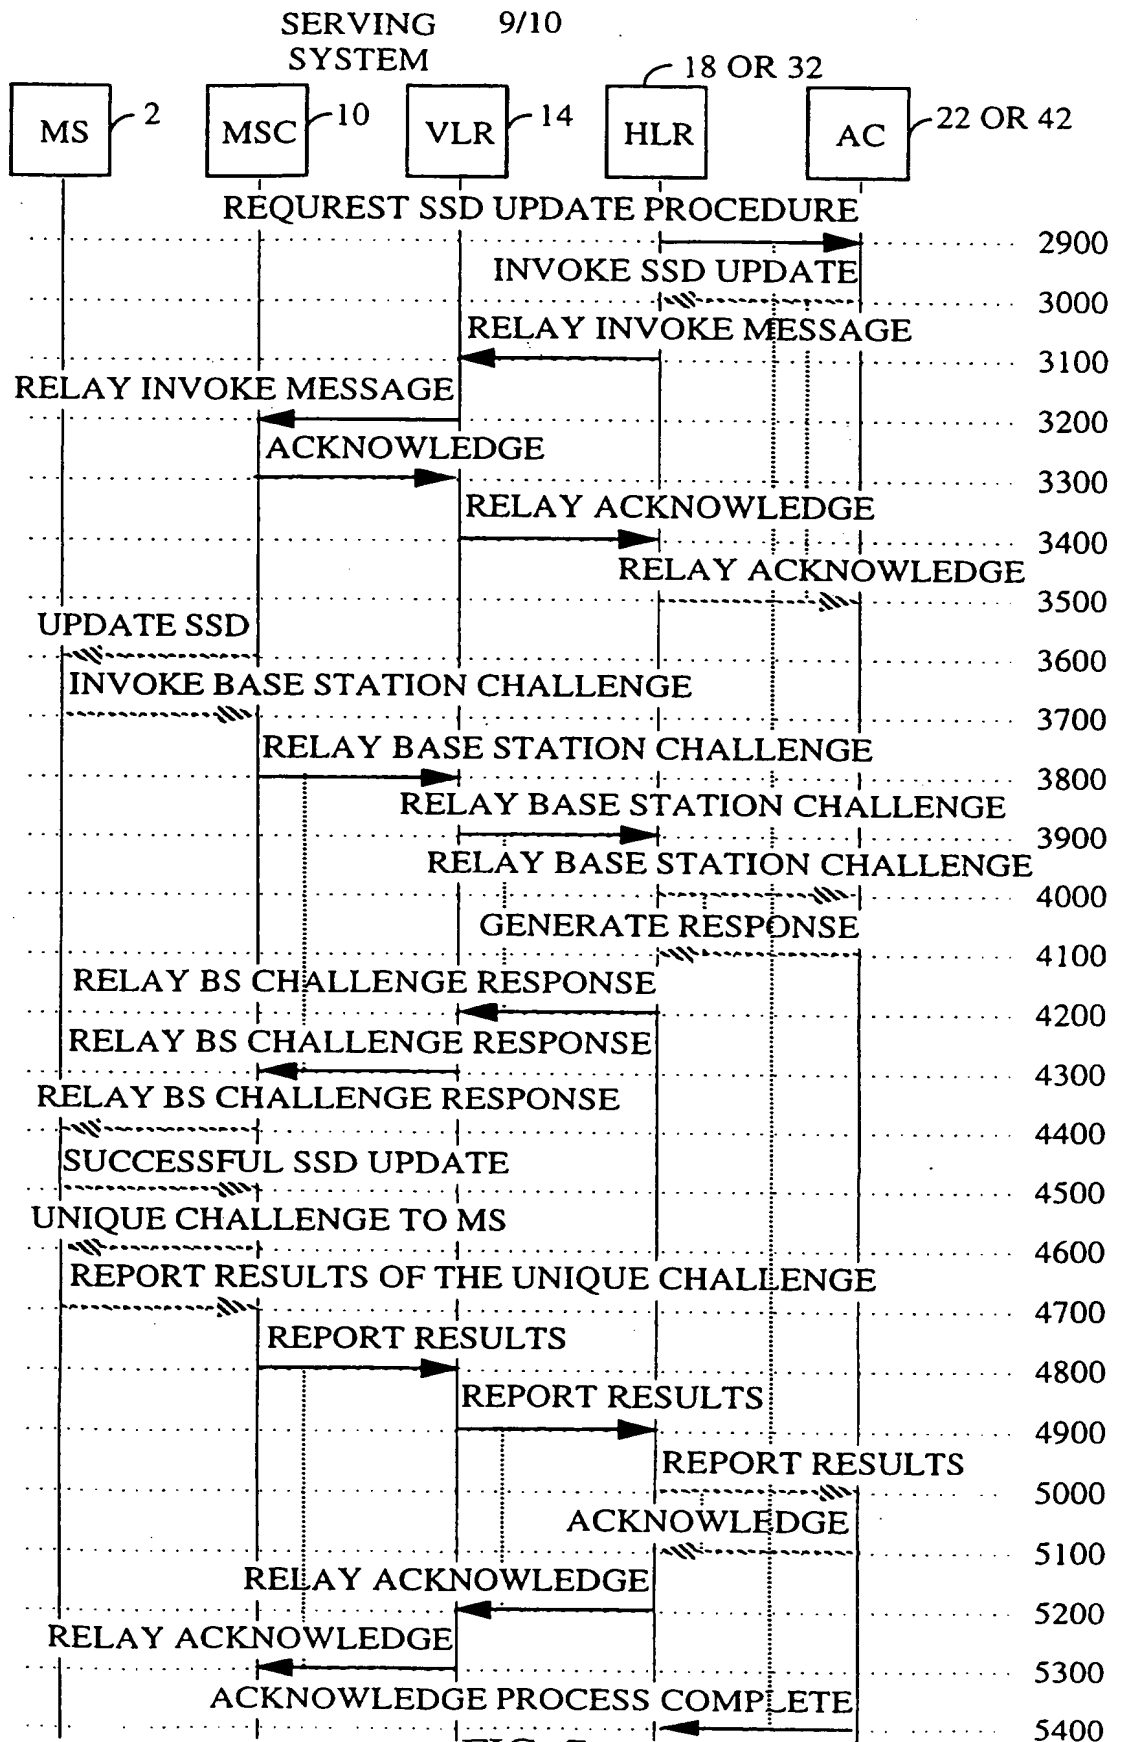 SERVING 9/10
SYSTEM
18 OR 32
MS 2 MSC 10 VLR 14 HLR AC 22 OR 42
REQUREST SSD UPDATE PROCEDURE
2900
INVOKE SSD UPDATE
3000
RELAY INVOKE MESSAGE
3100
RELAY INVOKE MESSAGE
3200
ACKNOWLEDGE
3300
RELAY ACKNOWLEDGE
3400
RELAY ACKNOWLEDGE
3500
UPDATE SSD
3600
INVOKE BASE STATION CHALLENGE
3700
RELAY BASE STATION CHALLENGE
3800
RELAY BASE STATION CHALLENGE
3900
RELAY BASE STATION CHALLENGE
4000
GENERATE RESPONSE
4100
RELAY BS CHALLENGE RESPONSE
4200
RELAY BS CHALLENGE RESPONSE
4300
RELAY BS CHALLENGE RESPONSE
4400
SUCCESSFUL SSD UPDATE
4500
UNIQUE CHALLENGE TO MS
4600
REPORT RESULTS OF THE UNIQUE CHALLENGE
4700
REPORT RESULTS
4800
REPORT RESULTS
4900
REPORT RESULTS
5000
ACKNOWLEDGE
5100
RELAY ACKNOWLEDGE
5200
RELAY ACKNOWLEDGE
5300
ACKNOWLEDGE PROCESS COMPLETE
5400